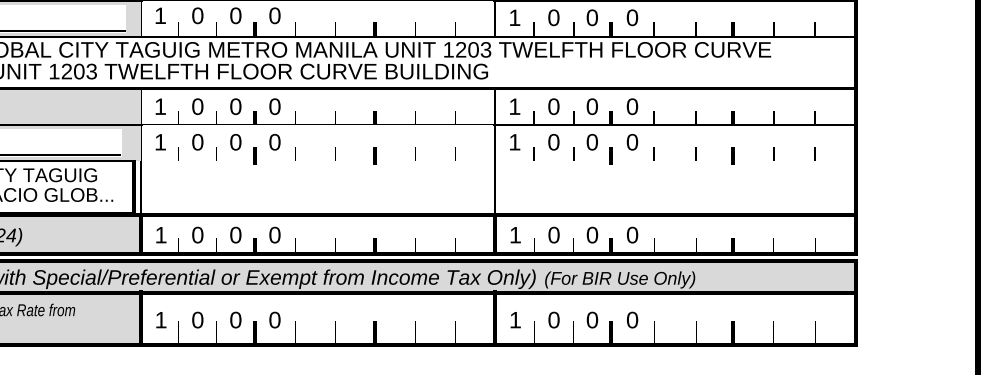 1 0 0 0 1 0 0 0
OBAL CITY TAGUIG METRO MANILA UNIT 1203 TWELFTH FLOOR CURVE
UNIT 1203 TWELFTH FLOOR CURVE BUILDING
1 0 0 0 1 0 0 0
1 0 0 0 1 0 0 0
TY TAGUIG
ACIO GLOB...
24) 1 0 0 0 1 0 0 0
with Special/Preferential or Exempt from Income Tax Only) (For BIR Use Only)
ax Rate from
1 0 0 0 1 0 0 0